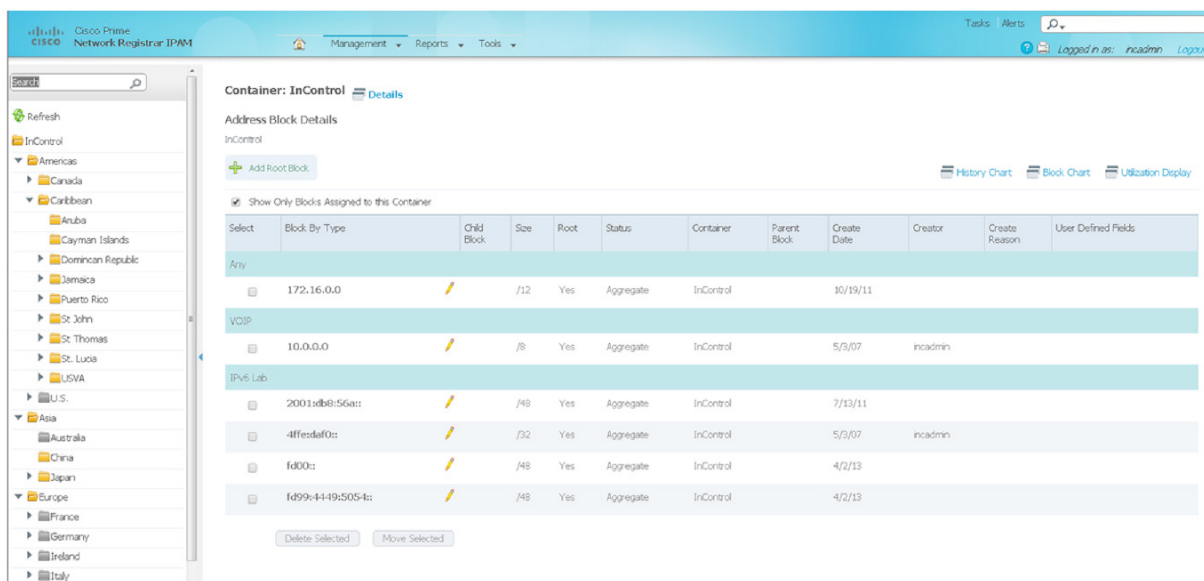 Cisco Prime
CISCO Network Registrar IPAM
Management Reports Tools
Tasks Alerts
Logged in as: incadmin Logou
Search
Refresh
InControl
Americas
Canada
Caribbean
Aruba
Cayman Islands
Domincan Republic
Jamaica
Puerto Rico
St John
St Thomas
St. Lucia
USVA
U.S.
Asia
Australia
China
Japan
Europe
France
Germany
Ireland
Italy
Container: InControl Details
Address Block Details
InControl
Add Root Block
History Chart Block Chart Utilization Display
Show Only Blocks Assigned to this Container
Select Block By Type Child Block Size Root Status Container Parent Block Create Date Creator Create Reason User Defined Fields
Any
172.16.0.0 /12 Yes Aggregate InControl 10/19/11
VOIP
10.0.0.0 /8 Yes Aggregate InControl 5/3/07 incadmin
IPv6 Lab
2001:db8:56a:: /48 Yes Aggregate InControl 7/13/11
4ffe:daf0:: /32 Yes Aggregate InControl 5/3/07 incadmin
fd00:: /48 Yes Aggregate InControl 4/2/13
fd99:4449:5054:: /48 Yes Aggregate InControl 4/2/13
Delete Selected Move Selected